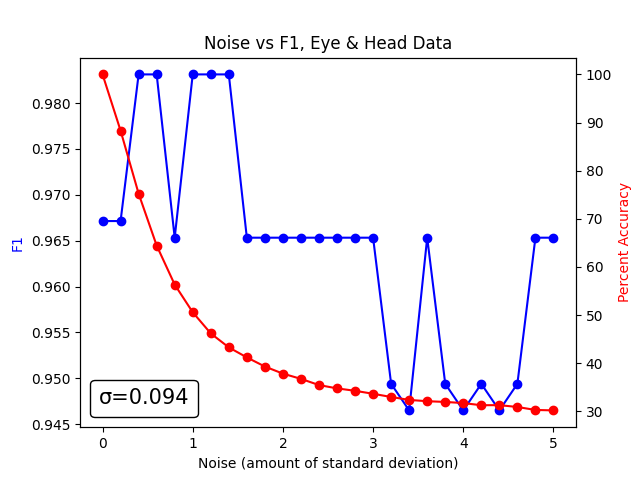 Noise vs F1, Eye & Head Data
F1
0.980
0.975
0.970
0.965
0.960
0.955
0.950
0.945
σ=0.094
100
90
80
70
60
50
40
30
Percent Accuracy
0 1 2 3 4 5
Noise (amount of standard deviation)